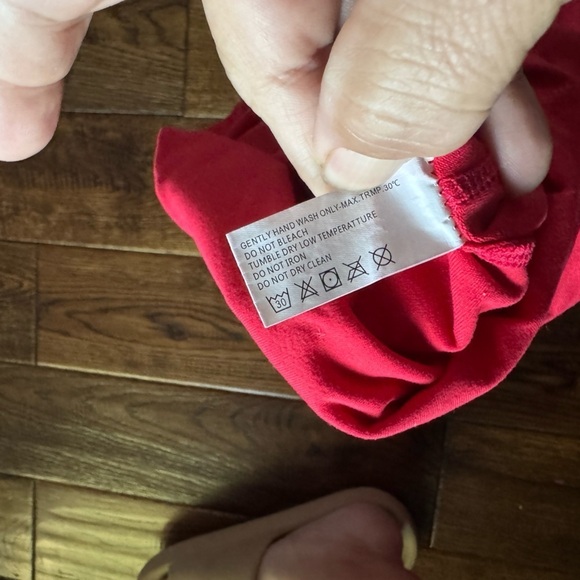 GENTLY HAND WASH ONLY-MAX.TRMP:30℃
DO NOT BLEACH
TUMBLE DRY LOW TEMPERATTURE
DO NOT IRON
DO NOT DRY CLEAN
30